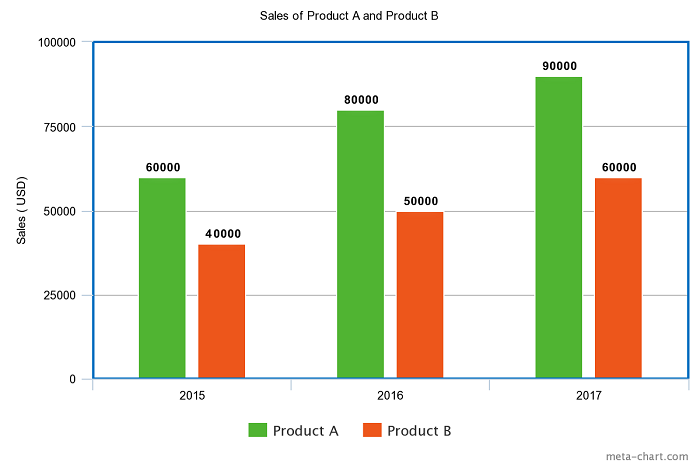 Sales of Product A and Product B
100000
90000
80000
75000
60000
60000
50000
50000
40000
25000
0
Sales ( USD)
2015 2016 2017
Product A Product B
meta-chart.com